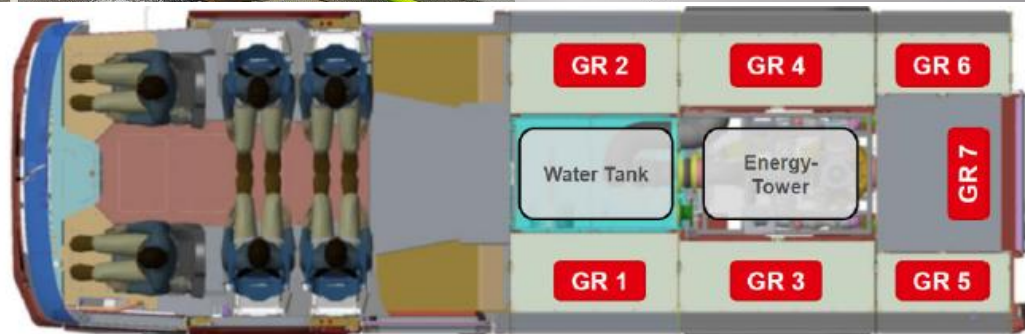 GR 2
GR 4
GR 6
Water Tank
Energy-
Tower
GR 7
GR 1
GR 3
GR 5